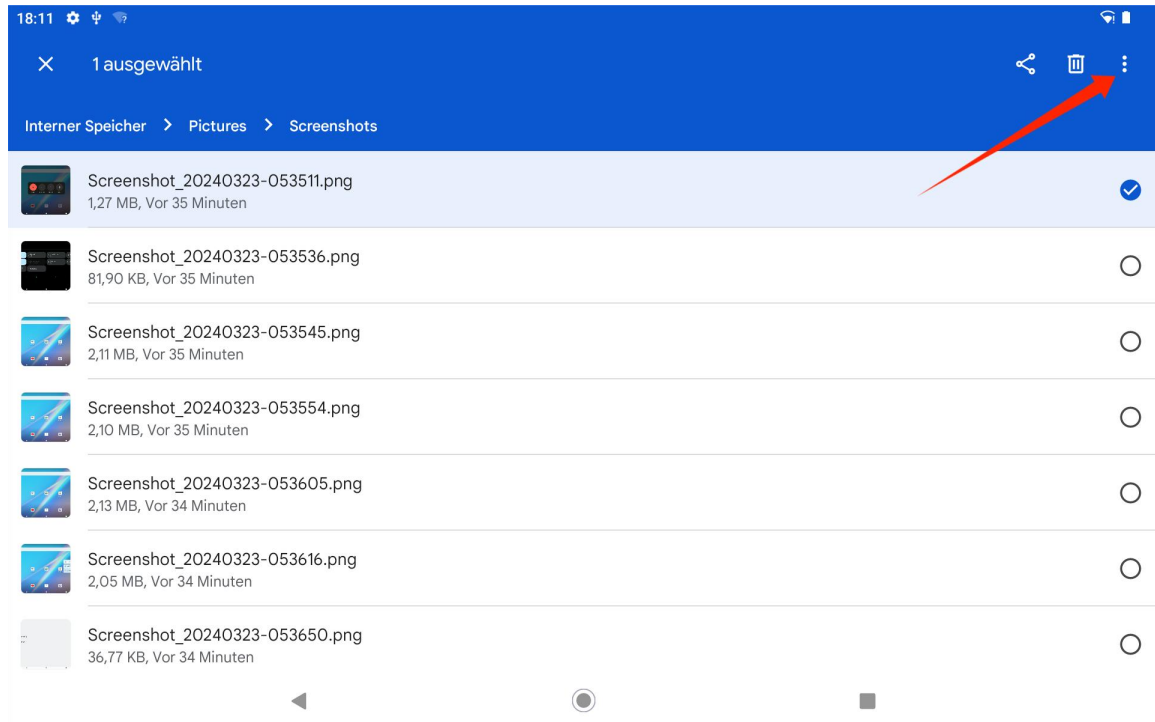 18:11
1 ausgewählt
Interner Speicher > Pictures > Screenshots
Screenshot_20240323-053511.png
1,27 MB, Vor 35 Minuten
Screenshot_20240323-053536.png
81,90 KB, Vor 35 Minuten
Screenshot_20240323-053545.png
2,11 MB, Vor 35 Minuten
Screenshot_20240323-053554.png
2,10 MB, Vor 35 Minuten
Screenshot_20240323-053605.png
2,13 MB, Vor 34 Minuten
Screenshot_20240323-053616.png
2,05 MB, Vor 34 Minuten
Screenshot_20240323-053650.png
36,77 KB, Vor 34 Minuten